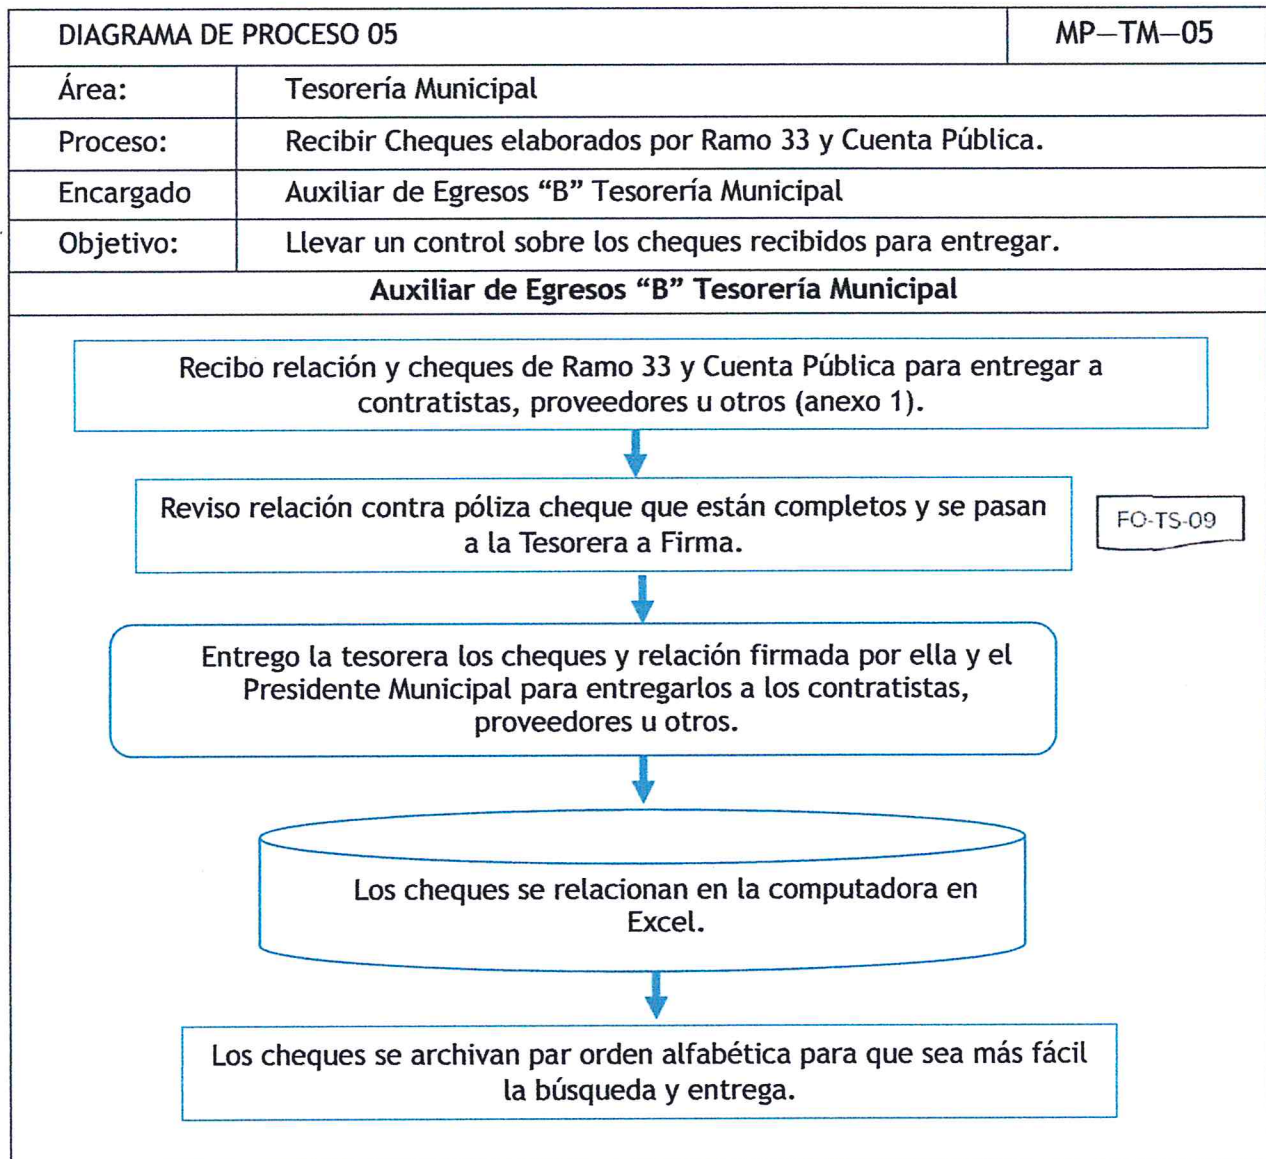 DIAGRAMA DE PROCESO 05
MP–TM–05
Área:
Tesorería Municipal
Proceso:
Recibir Cheques elaborados por Ramo 33 y Cuenta Pública.
Encargado
Auxiliar de Egresos “B” Tesorería Municipal
Objetivo:
Llevar un control sobre los cheques recibidos para entregar.
Auxiliar de Egresos “B” Tesorería Municipal
Recibo relación y cheques de Ramo 33 y Cuenta Pública para entregar a
contratistas, proveedores u otros (anexo 1).
Reviso relación contra póliza cheque que están completos y se pasan
a la Tesorera a Firma.
FO-TS-09
Entrego la tesorera los cheques y relación firmada por ella y el
Presidente Municipal para entregarlos a los contratistas,
proveedores u otros.
Los cheques se relacionan en la computadora en
Excel.
Los cheques se archivan par orden alfabética para que sea más fácil
la búsqueda y entrega.